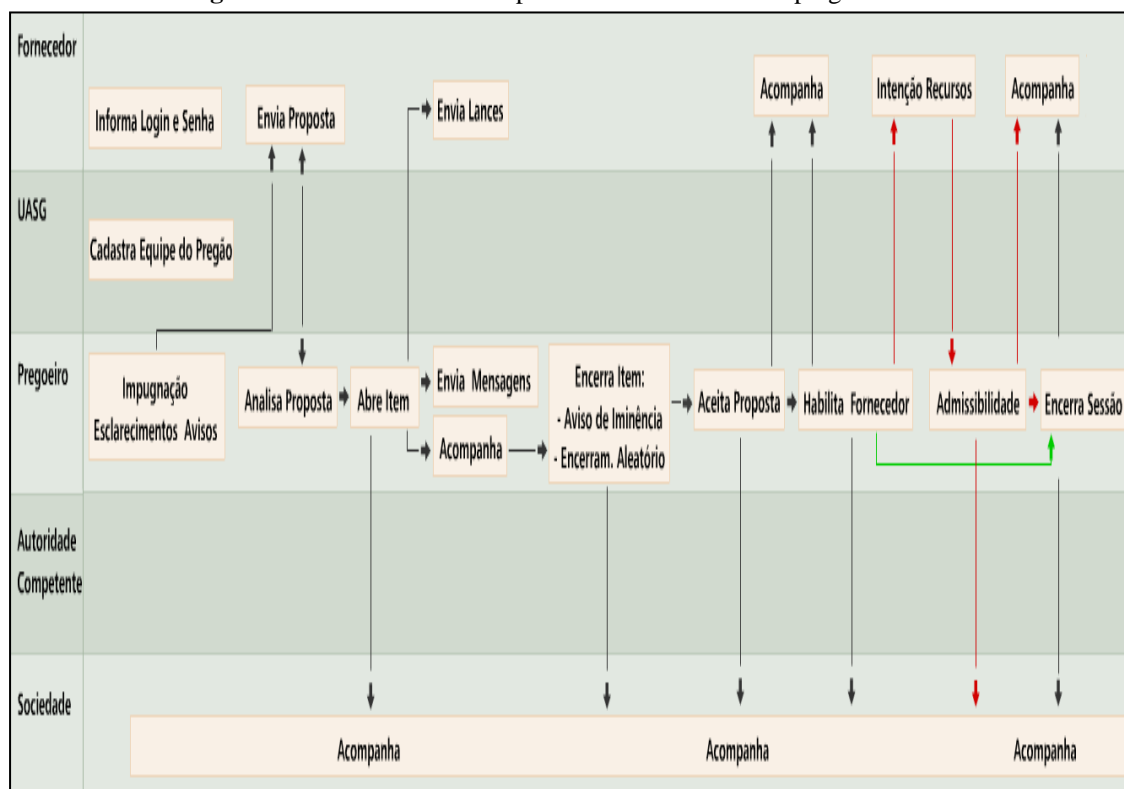 Fornecedor
Informa Login e Senha
Envia Proposta
Envia Lances
Acompanha
Intenção Recursos
Acompanha
UASG
Cadastra Equipe do Pregão
Pregoeiro
Impugnação
Esclarecimentos Avisos
Análisa Proposta
Abre Item
Envia Mensagens
Acompanha
Encerra Item:
- Aviso de Iminência
- Encerram. Aleatório
Aceita Proposta
Habilita Fornecedor
Admissibilidade
Encerra Sessão
Autoridade
Competente
Sociedade
Acompanha
Acompanha
Acompanha